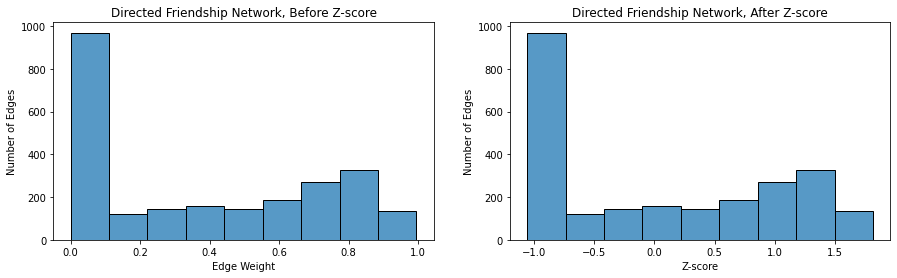 Directed Friendship Network, Before Z-score
Number of Edges
1000
800
600
400
200
0
0.0 0.2 0.4 0.6 0.8 1.0
Edge Weight
Directed Friendship Network, After Z-score
Number of Edges
1000
800
600
400
200
0
−1.0 −0.5 0.0 0.5 1.0 1.5
Z-score